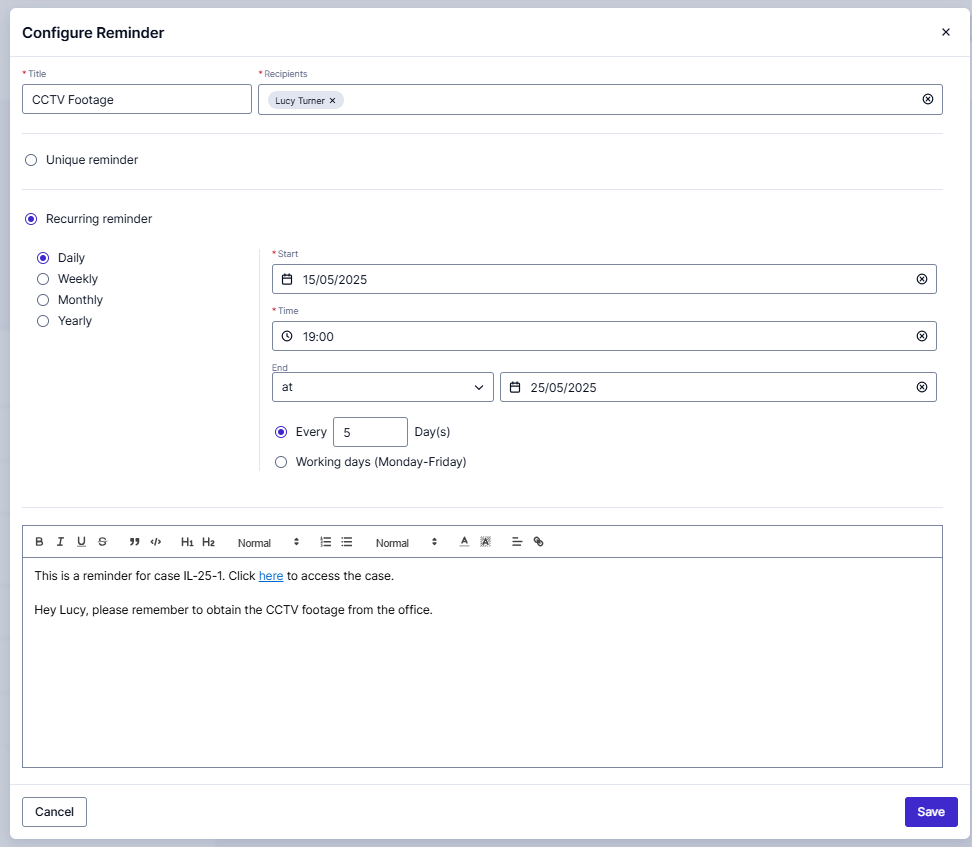 Configure Reminder
* Title
* Recipients
CCTV Footage
Lucy Turner
Unique reminder
Recurring reminder
Daily
Weekly
Monthly
Yearly
* Start
15/05/2025
* Time
19:00
End
at
25/05/2025
Every 5 Day(s)
Working days (Monday-Friday)
B I U S H1 H2 Normal Normal A A
This is a reminder for case IL-25-1. Click here to access the case.
Hey Lucy, please remember to obtain the CCTV footage from the office.
Cancel
Save